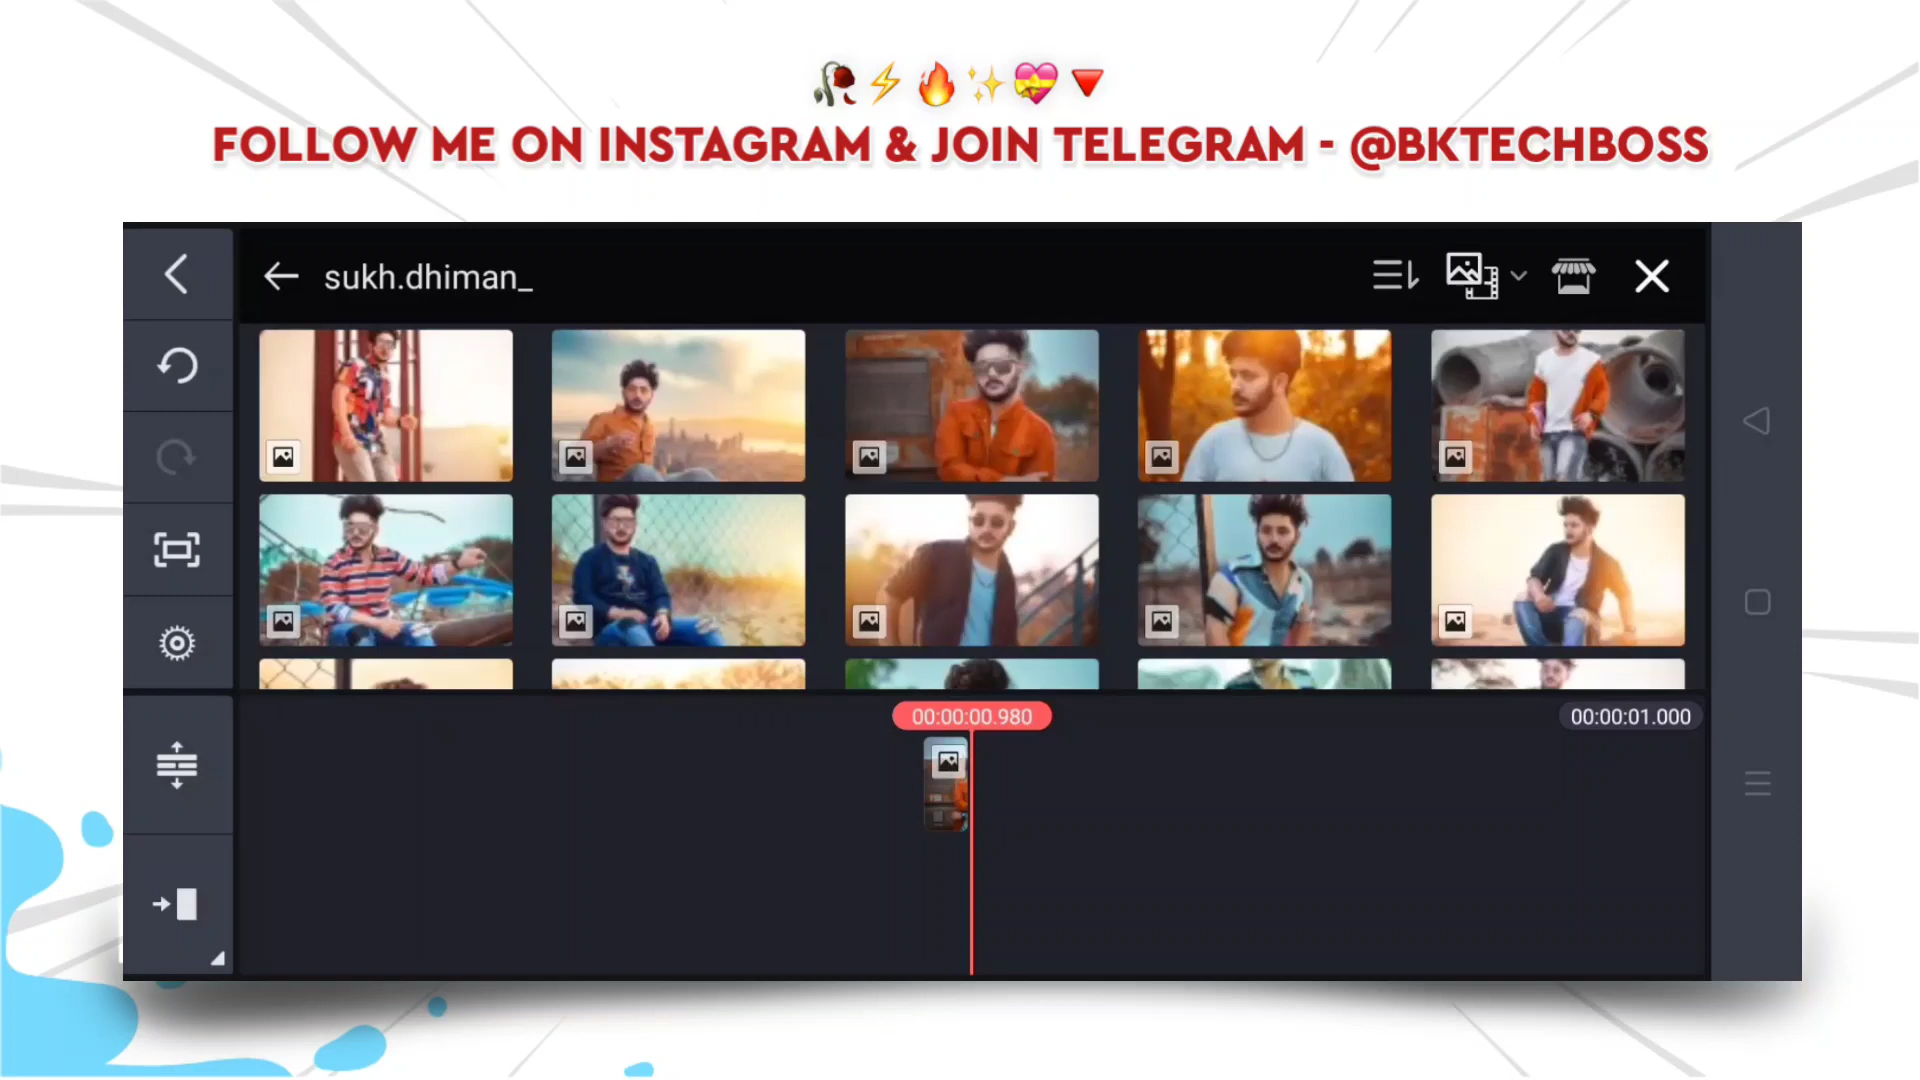 FOLLOW ME ON INSTAGRAM & JOIN TELEGRAM - @BKTECHBOSS
sukh.dhiman_
00:00:00.980
00:00:01.000